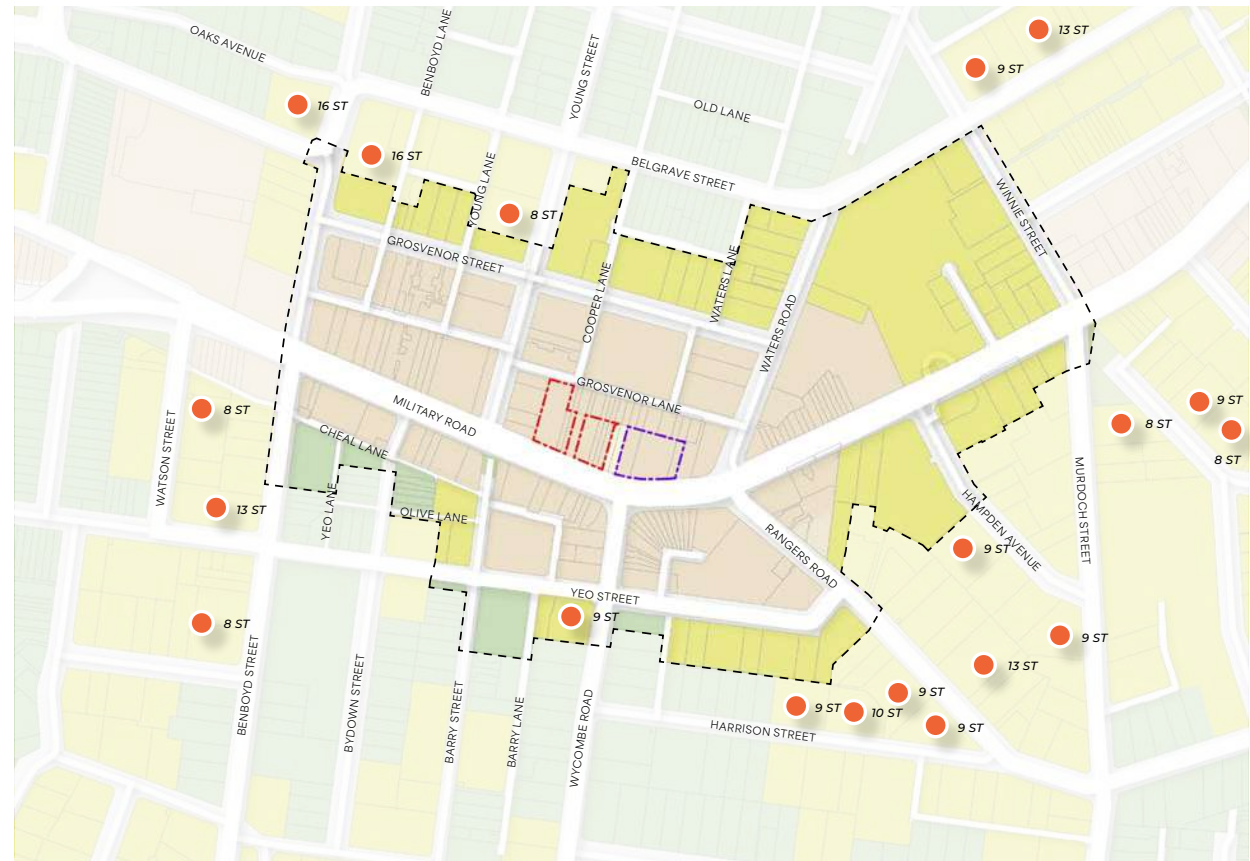 13 ST
OAKS AVENUE
BENBOYD LANE
YOUNG STREET
9 ST
16 ST
OLD LANE
16 ST
BELGRAVE STREET
YOUNG LANE
WINNIE STREET
8 ST
GROSVENOR STREET
WATERS LANE
COOPER LANE
WATERS ROAD
GROSVENOR LANE
MILITARY ROAD
8 ST
9 ST
8 ST
8 ST
CHEAL LANE
WATSON STREET
MURDOCH STREET
13 ST
YEO LANE
OLIVE LANE
HAMPDEN AVENUE
RANGERS ROAD
9 ST
YEO STREET
9 ST
8 ST
9 ST
13 ST
BENBOYD STREET
BYDOWN STREET
BARRY STREET
BARRY LANE
WYCOMBE ROAD
9 ST
9 ST
10 ST
9 ST
HARRISON STREET